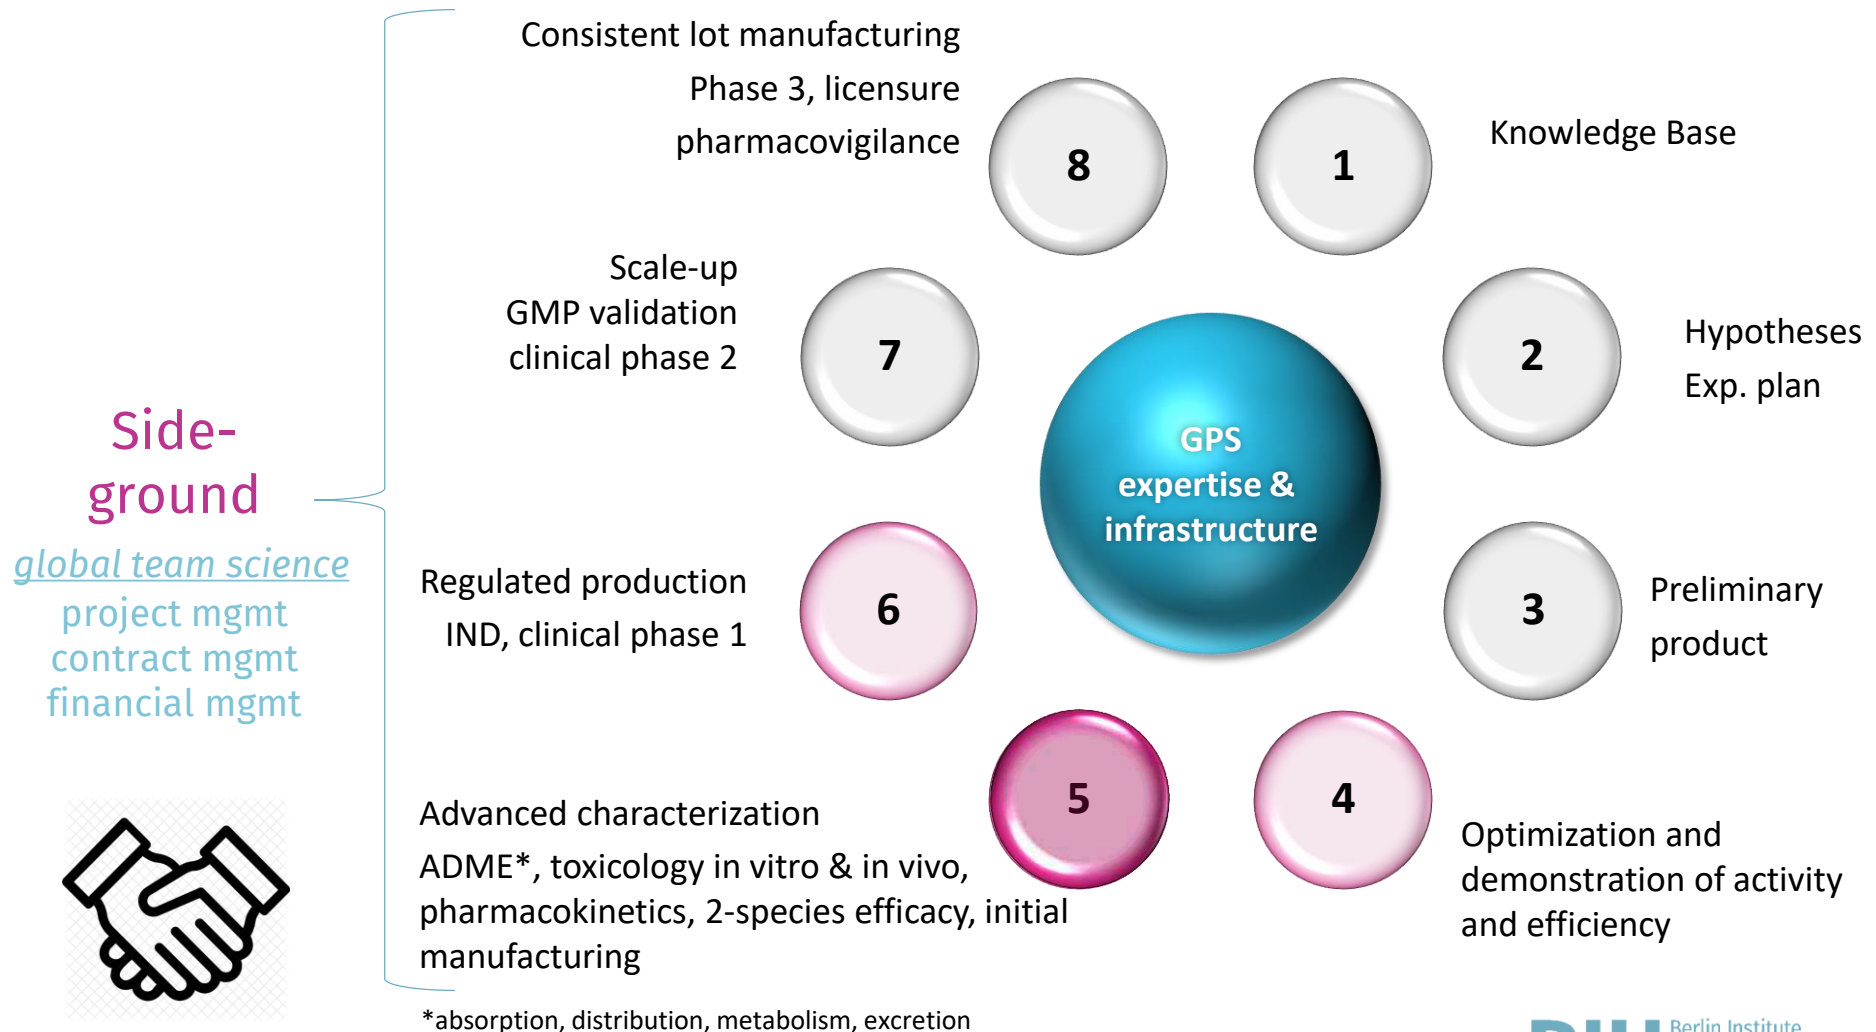 Consistent lot manufacturing
Phase 3, licensure
pharmacovigilance
8
1
Knowledge Base
Scale-up
GMP validation
clinical phase 2
7
2
Hypotheses
Exp. plan
GPS
expertise &
infrastructure
Side-
ground
global team science
project mgmt
contract mgmt
financial mgmt
Regulated production
IND, clinical phase 1
6
3
Preliminary
product
5
4
Advanced characterization
ADME*, toxicology in vitro & in vivo,
pharmacokinetics, 2-species efficacy, initial
manufacturing
Optimization and
demonstration of activity
and efficiency
*absorption, distribution, metabolism, excretion
Berlin Institute